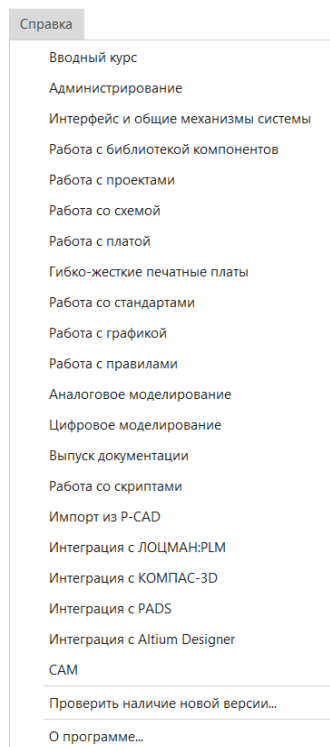 Справка
Вводный курс
Администрирование
Интерфейс и общие механизмы системы
Работа с библиотекой компонентов
Работа с проектами
Работа со схемой
Работа с платой
Гибко-жесткие печатные платы
Работа со стандартами
Работа с графикой
Работа с правилами
Аналоговое моделирование
Цифровое моделирование
Выпуск документации
Работа со скриптами
Импорт из P-CAD
Интеграция с ЛОЦМАН:PLM
Интеграция с КОМПАС-3D
Интеграция с PADS
Интеграция с Altium Designer
CAM
Проверить наличие новой версии...
О программе...